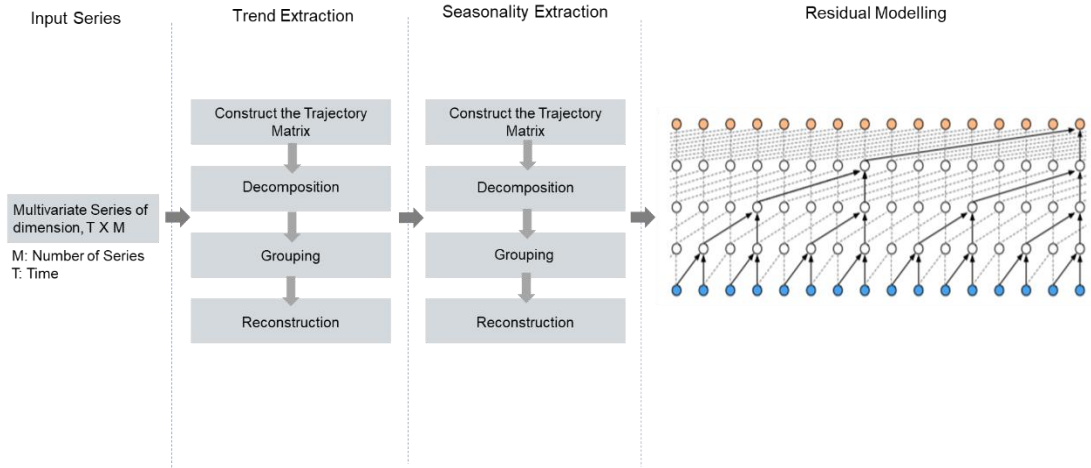 Input Series
Trend Extraction
Seasonality Extraction
Residual Modelling
Multivariate Series of
dimension, T X M
M: Number of Series
T: Time
Construct the Trajectory
Matrix
Decomposition
Grouping
Reconstruction
Construct the Trajectory
Matrix
Decomposition
Grouping
Reconstruction